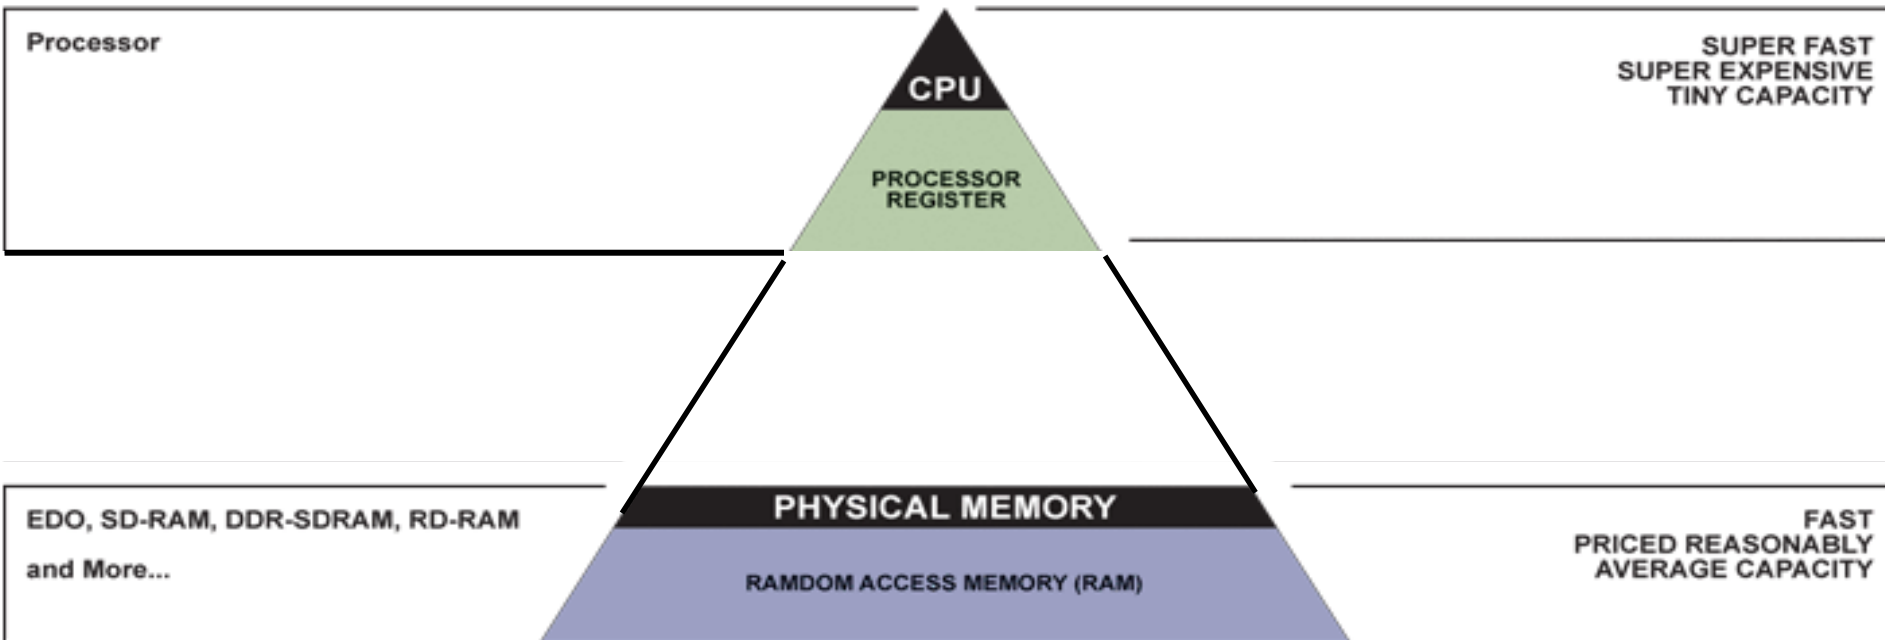 Processor
CPU
SUPER FAST
SUPER EXPENSIVE
TINY CAPACITY
PROCESSOR
REGISTER
EDO, SD-RAM, DDR-SDRAM, RD-RAM
and More...
PHYSICAL MEMORY
RAMDOM ACCESS MEMORY (RAM)
FAST
PRICED REASONABLY
AVERAGE CAPACITY